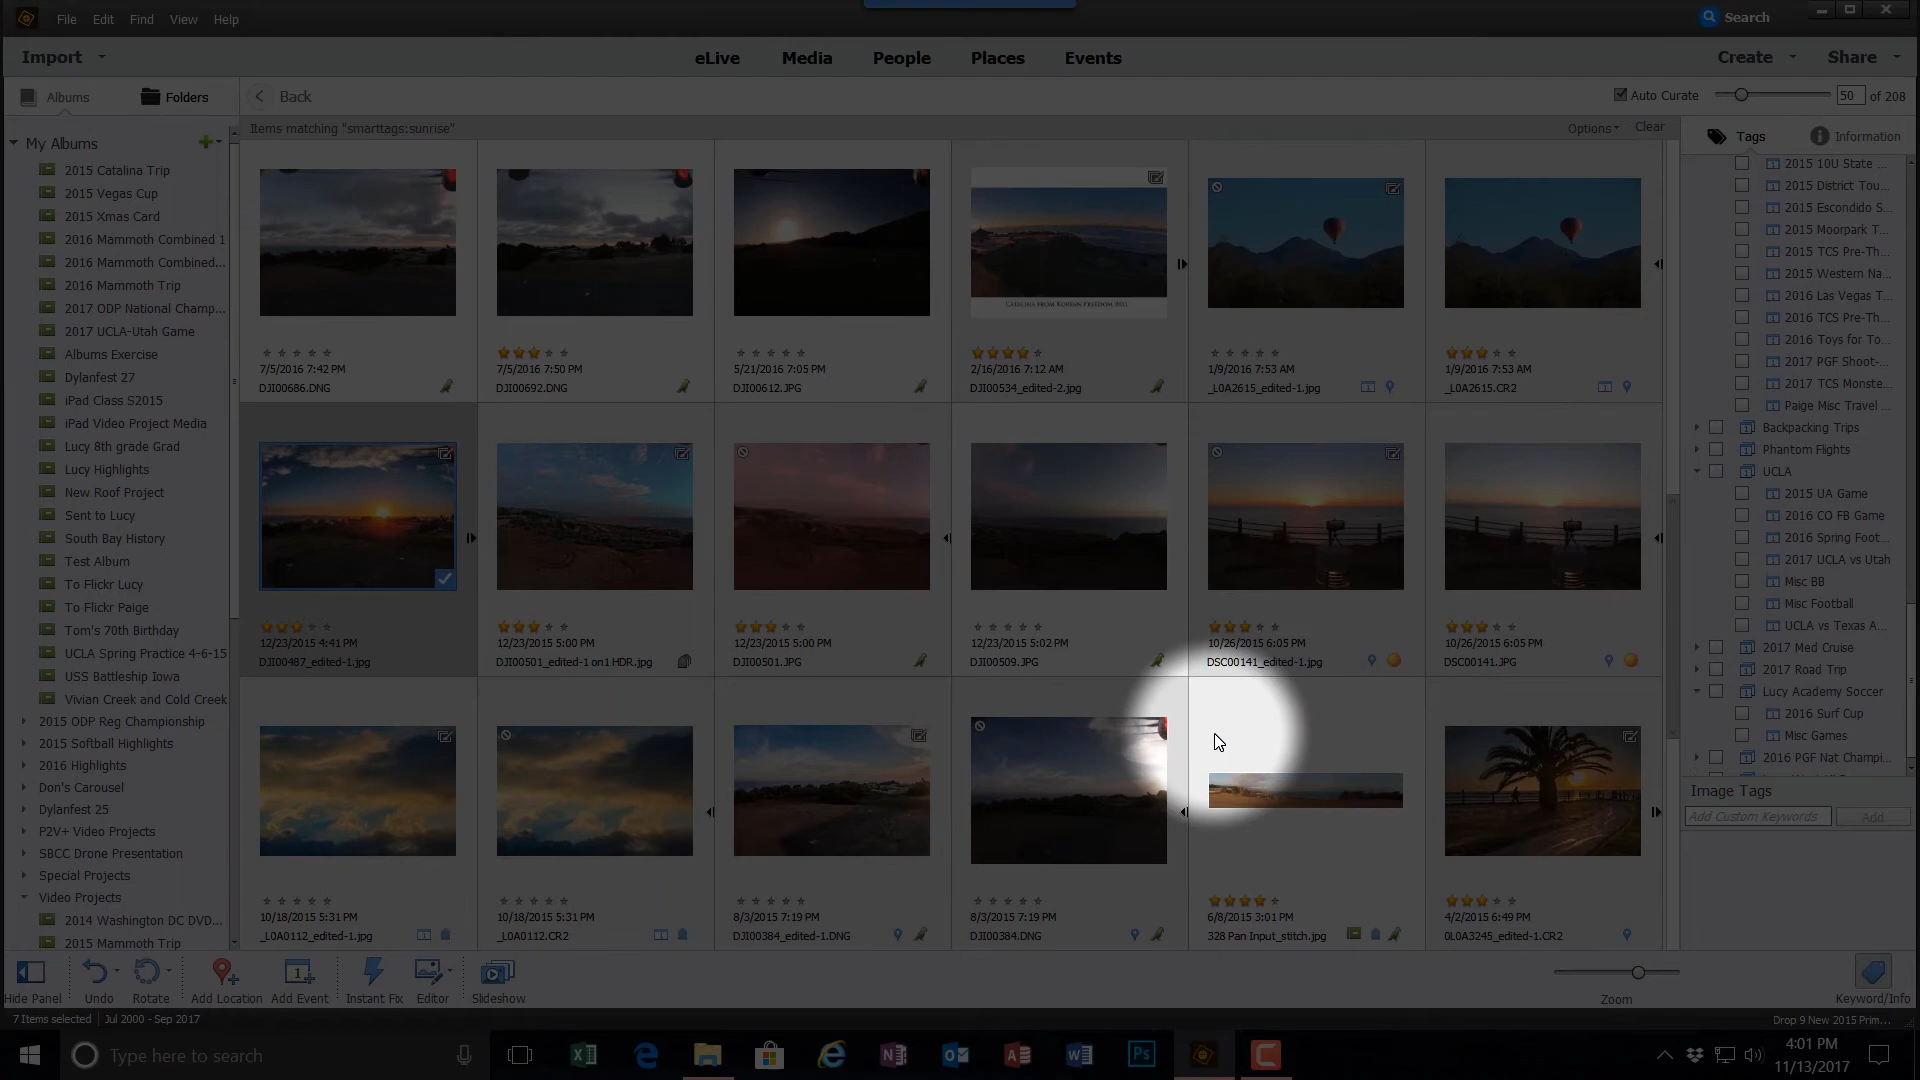 File Edit Find View Help
Search
Import
eLive Media People Places Events
Create Share
Albums Folders
Back
Auto Curate 50 of 208
Items matching "smarttags:sunrise"
Options Clear
Tags Information
My Albums
2015 Catalina Trip
2015 Vegas Cup
2015 Xmas Card
2016 Mammoth Combined 1
2016 Mammoth Combined...
2016 Mammoth Trip
2017 ODP National Champ...
2017 UCLA-Utah Game
Albums Exercise
Dylanfest 27
iPad Class S2015
iPad Video Project Media
Lucy 8th grade Grad
Lucy Highlights
New Roof Project
Sent to Lucy
South Bay History
Test Album
To Flickr Lucy
To Flickr Paige
Tom's 70th Birthday
UCLA Spring Practice 4-6-15
USS Battleship Iowa
Vivian Creek and Cold Creek
2015 ODP Reg Championship
2015 Softball Highlights
2016 Highlights
Don's Carousel
Dylanfest 25
P2V+ Video Projects
SBCC Drone Presentation
Special Projects
Video Projects
2014 Washington DC DVD...
2015 Mammoth Trip
Catalina from Korean Freedom Bell
7/5/2016 7:42 PM
DJI00686.DNG
7/5/2016 7:50 PM
DJI00692.DNG
5/21/2016 7:05 PM
DJI00612.JPG
2/16/2016 7:12 AM
DJI00534_edited-2.jpg
1/9/2016 7:53 AM
_L0A2615_edited-1.jpg
1/9/2016 7:53 AM
_L0A2615.CR2
12/23/2015 4:41 PM
DJI00487_edited-1.jpg
12/23/2015 5:00 PM
DJI00501_edited-1 on1 HDR.jpg
12/23/2015 5:00 PM
DJI00501.JPG
12/23/2015 5:02 PM
DJI00509.JPG
10/26/2015 6:05 PM
DSC00141_edited-1.jpg
10/26/2015 6:05 PM
DSC00141.JPG
10/18/2015 5:31 PM
_L0A0112_edited-1.jpg
10/18/2015 5:31 PM
_L0A0112.CR2
8/3/2015 7:19 PM
DJI00384_edited-1.DNG
8/3/2015 7:19 PM
DJI00384.DNG
6/8/2015 3:01 PM
328 Pan Input_stitch.jpg
4/2/2015 6:49 PM
0L0A3245_edited-1.CR2
2015 10U State ...
2015 District Tou...
2015 Escondido S...
2015 Moorpark T...
2015 TCS Pre-Th...
2015 Western Na...
2016 Las Vegas T...
2016 TCS Pre-Th...
2016 Toys for To...
2017 PGF Shoot-...
2017 TCS Monste...
Paige Misc Travel ...
Backpacking Trips
Phantom Flights
UCLA
2015 UA Game
2016 CO FB Game
2016 Spring Foot...
2017 UCLA vs Utah
Misc BB
Misc Football
UCLA vs Texas A...
2017 Med Cruise
2017 Road Trip
Lucy Academy Soccer
2016 Surf Cup
Misc Games
2016 PGF Nat Champi...
Image Tags
Add Custom Keywords Add
Hide Panel Undo Rotate Add Location Add Event Instant Fix Editor Slideshow
Zoom
Keyword/Info
7 Items selected Jul 2000 - Sep 2017
Drop 9 New 2015 Prim...
Type here to search
4:01 PM
11/13/2017